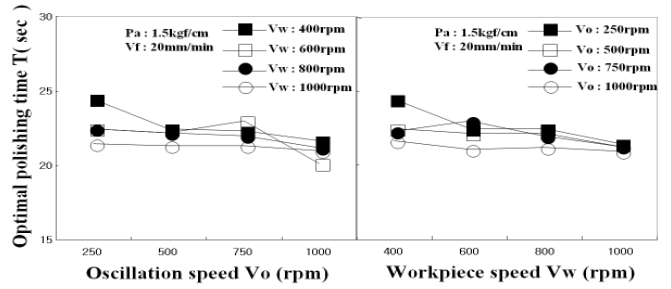 Optimal polishing time T( sec )
30
25
20
15
Pa : 1.5kgf/cm
Vf : 20mm/min
Vw : 400rpm
Vw : 600rpm
Vw : 800rpm
Vw : 1000rpm
250
500
750
1000
Oscillation speed Vo (rpm)
Pa : 1.5kgf/cm
Vf : 20mm/min
Vo : 250rpm
Vo : 500rpm
Vo : 750rpm
Vo : 1000rpm
400
600
800
1000
Workpiece speed Vw (rpm)